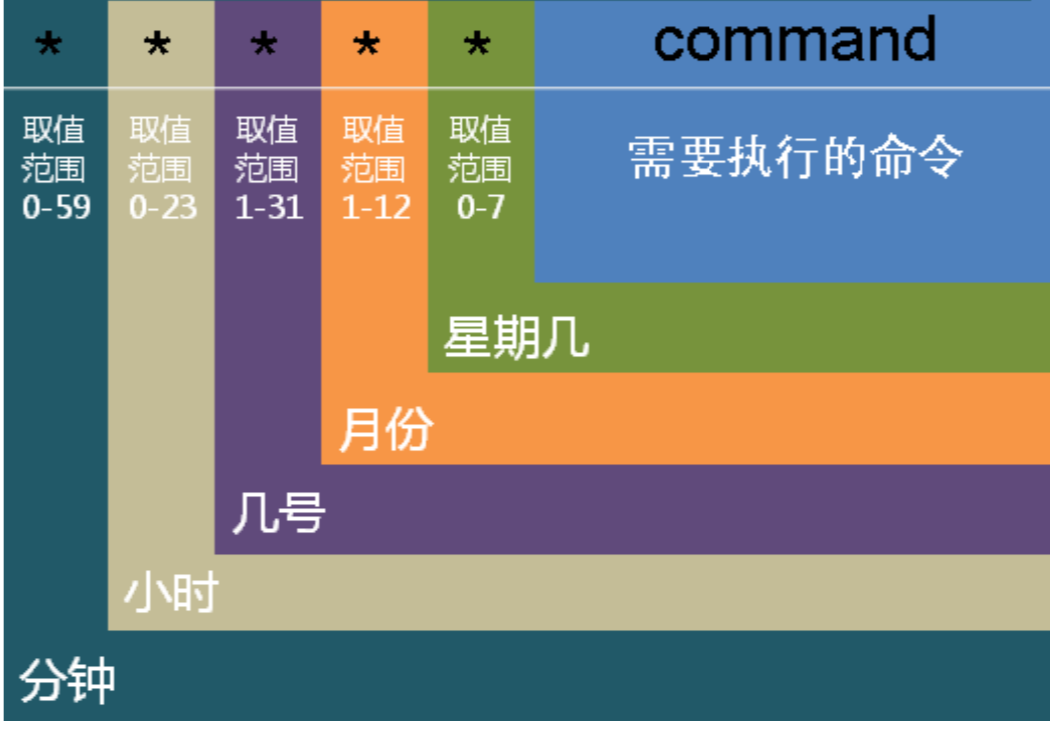 * * * * * command
取值 取值 取值 取值 取值
范围 范围 范围 范围 范围
0-59 0-23 1-31 1-12 0-7
需要执行的命令
星期几
月份
几号
小时
分钟